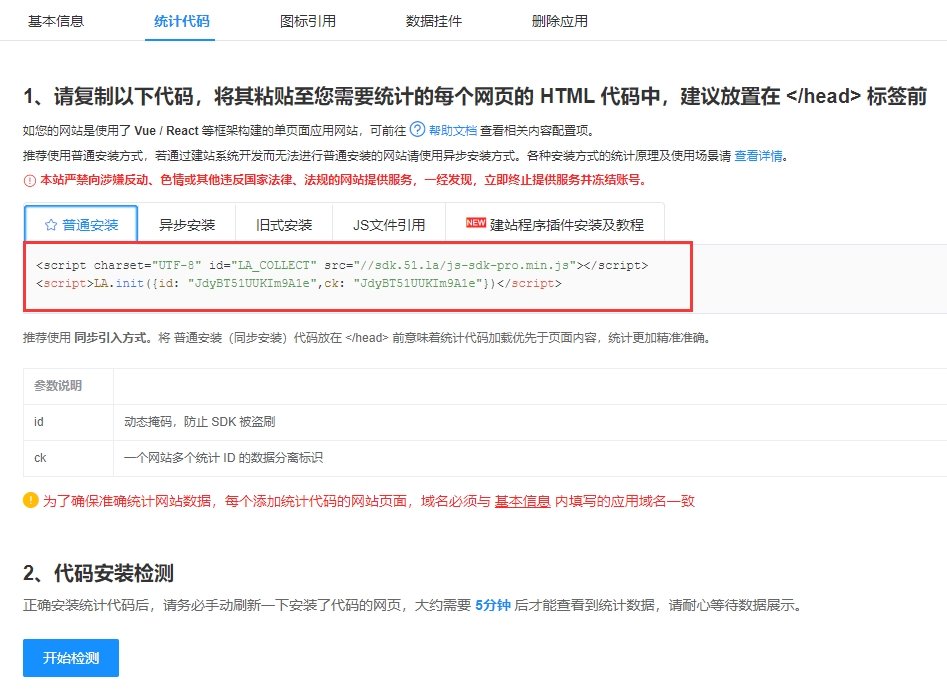 基本信息 统计代码 图标引用 数据挂件 删除应用
1、请复制以下代码，将其粘贴至您需要统计的每个网页的 HTML 代码中，建议放置在 </head> 标签前
如您的网站是使用了 Vue / React 等框架构建的单页面应用网站，可前往 ? 帮助文档 查看相关内容配置项。
推荐使用普通安装方式，若通过建站系统开发而无法进行普通安装的网站请使用异步安装方式。各种安装方式的统计原理及使用场景请 查看详情。
! 本站严禁向涉嫌反动、色情或其他违反国家法律、法规的网站提供服务，一经发现，立即终止提供服务并冻结账号。
普通安装 异步安装 旧式安装 JS文件引用 NEW 建站程序插件安装及教程
<script charset="UTF-8" id="LA_COLLECT" src="//sdk.51.la/js-sdk-pro.min.js"></script>
<script>LA.init({id: "JdyBT51UUKIm9A1e",ck: "JdyBT51UUKIm9A1e"})</script>
推荐使用 同步引入方式。将 普通安装（同步安装）代码放在 </head> 前意味着统计代码加载优先于页面内容，统计更加精准准确。
参数说明
id 动态掩码，防止 SDK 被盗刷
ck 一个网站多个统计 ID 的数据分离标识
! 为了确保准确统计网站数据，每个添加统计代码的网站页面，域名必须与 基本信息 内填写的应用域名一致
2、代码安装检测
正确安装统计代码后，请务必手动刷新一下安装了代码的网页，大约需要 5分钟 后才能查看到统计数据，请耐心等待数据展示。
开始检测